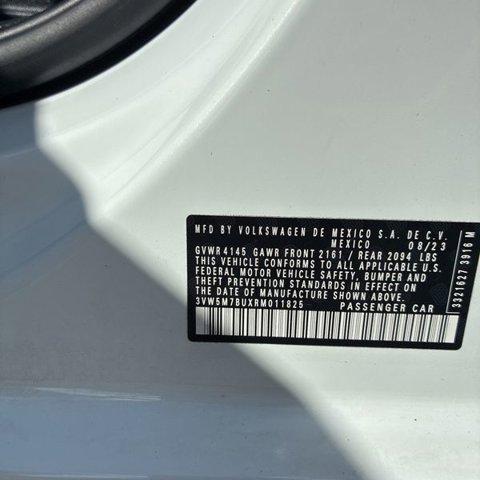 MFD BY VOLKSWAGEN DE MEXICO S.A. DE C.V.
MEXICO 08/23
GVWR 4145 GAWR FRONT 2161 / REAR 2094 LBS
THIS VEHICLE CONFORMS TO ALL APPLICABLE U.S.
FEDERAL MOTOR VEHICLE SAFETY, BUMPER AND
THEFT PREVENTION STANDARDS IN EFFECT ON
THE DATE OF MANUFACTURE SHOWN ABOVE.
3VW5M7BUXRM011825 PASSENGER CAR
3321627 3916 M